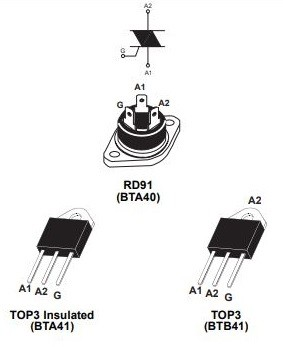 A2
G
A1
A1
G
A2
RD91
(BTA40)
A2
A1
A2
G
A1
A2
G
TOP3 Insulated
(BTA41)
TOP3
(BTB41)